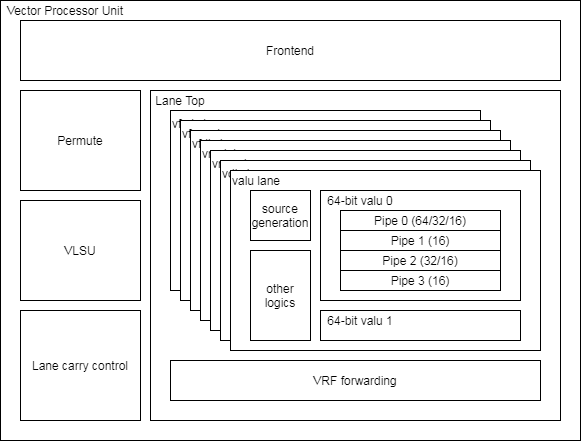 Vector Processor Unit
Frontend
Permute
VLSU
Lane carry control
Lane Top
valu lane
source
generation
other
logics
64-bit valu 0
Pipe 0 (64/32/16)
Pipe 1 (16)
Pipe 2 (32/16)
Pipe 3 (16)
64-bit valu 1
VRF forwarding